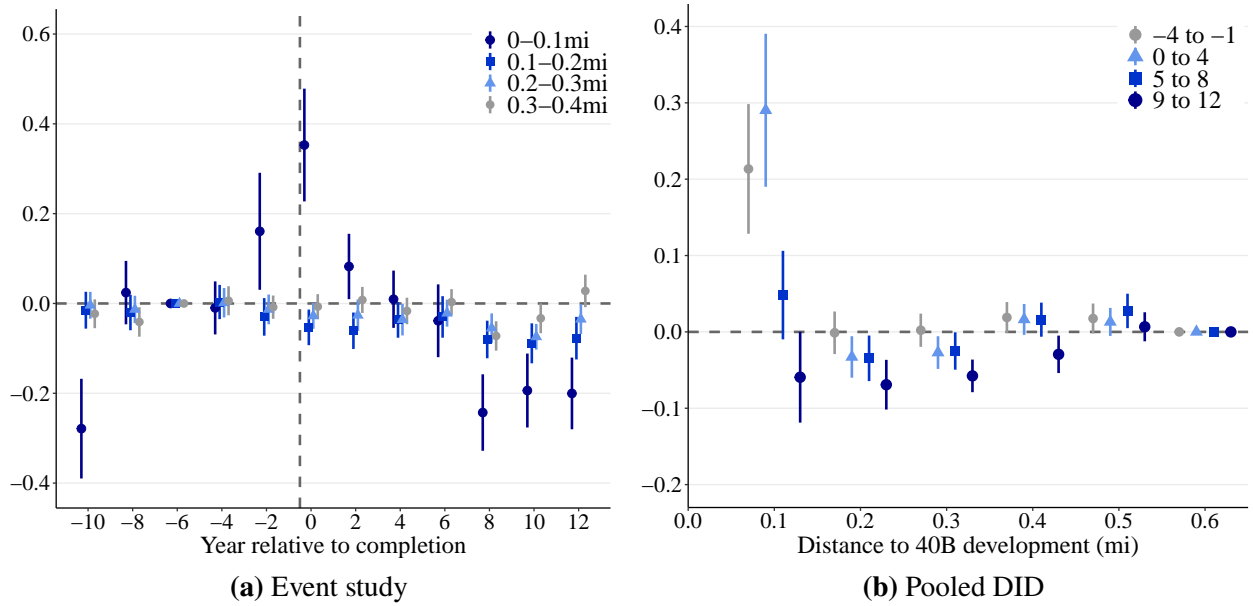 0.6
0.4
0.2
0.0
−0.2
−0.4
−10 −8 −6 −4 −2 0 2 4 6 8 10 12
Year relative to completion
0−0.1mi
0.1−0.2mi
0.2−0.3mi
0.3−0.4mi
(a) Event study
0.4
0.3
0.2
0.1
0.0
−0.1
−0.2
0.0 0.1 0.2 0.3 0.4 0.5 0.6
Distance to 40B development (mi)
−4 to −1
0 to 4
5 to 8
9 to 12
(b) Pooled DID